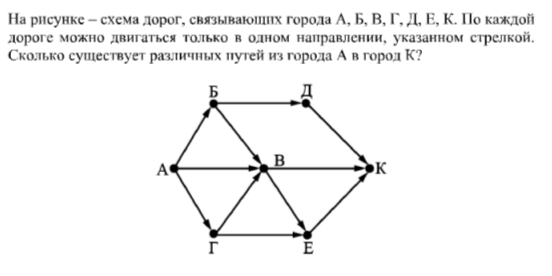 На рисунке – схема дорог, связывающих города А, Б, В, Г, Д, Е, К. По каждой
дороге можно двигаться только в одном направлении, указанном стрелкой.
Сколько существует различных путей из города А в город К?
Б
Д
А
В
К
Г
Е